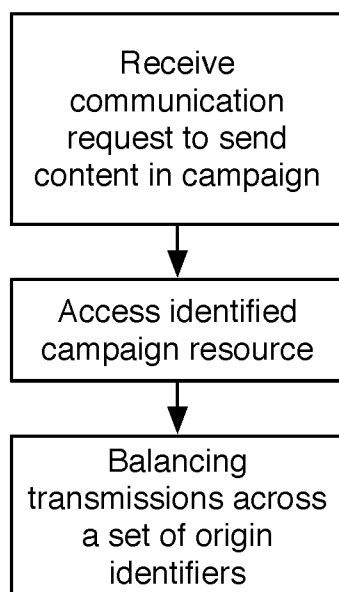 Receive
communication
request to send
content in campaign
Access identified
campaign resource
Balancing
transmissions across
a set of origin
identifiers